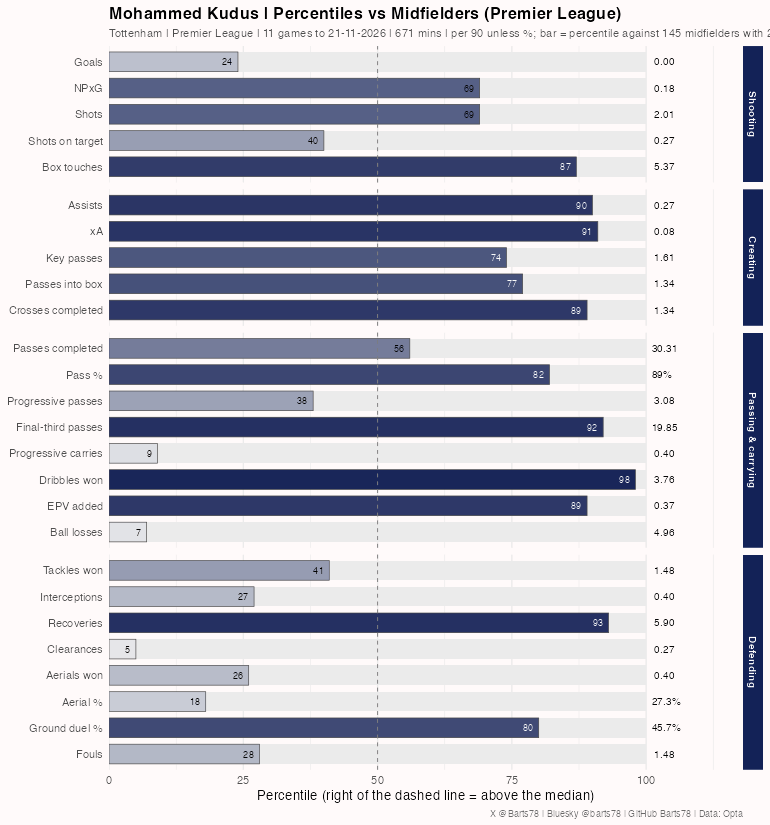 Mohammed Kudus | Percentiles vs Midfielders (Premier League)
Tottenham | Premier League | 11 games to 21-11-2026 | 671 mins | per 90 unless %; bar = percentile against 145 midfielders with 2
Goals 24 0.00
NPxG 69 0.18
Shots 69 2.01
Shots on target 40 0.27
Box touches 87 5.37
Shooting
Assists 90 0.27
xA 91 0.08
Key passes 74 1.61
Passes into box 77 1.34
Crosses completed 89 1.34
Creating
Passes completed 56 30.31
Pass % 82 89%
Progressive passes 38 3.08
Final-third passes 92 19.85
Progressive carries 9 0.40
Dribbles won 98 3.76
EPV added 89 0.37
Ball losses 7 4.96
Passing & carrying
Tackles won 41 1.48
Interceptions 27 0.40
Recoveries 93 5.90
Clearances 5 0.27
Aerials won 26 0.40
Aerial % 18 27.3%
Ground duel % 80 45.7%
Fouls 28 1.48
Defending
0 25 50 75 100
Percentile (right of the dashed line = above the median)
X @Barts78 | Bluesky @barts78 | GitHub Barts78 | Data: Opta